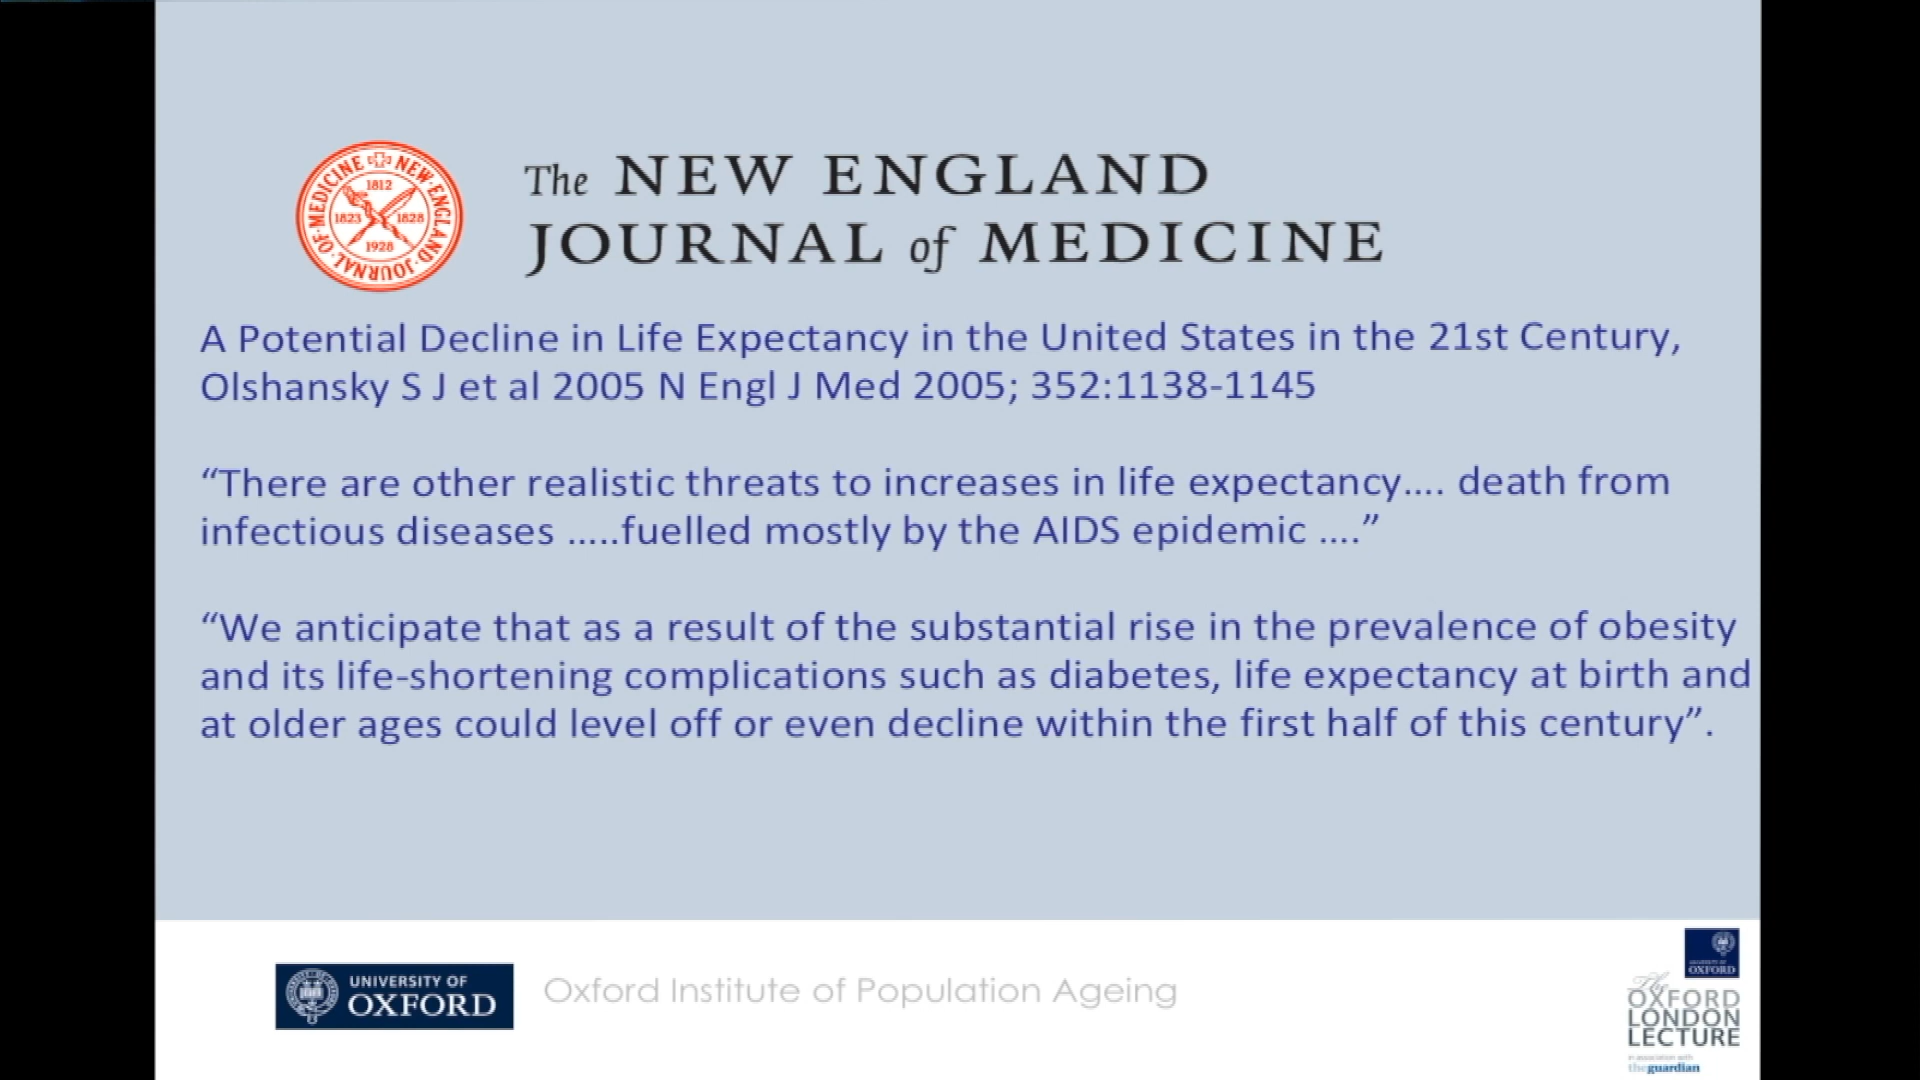 NEW ENGLAND JOURNAL OF MEDICINE
1812
1823 1828
1928
The NEW ENGLAND
JOURNAL of MEDICINE
A Potential Decline in Life Expectancy in the United States in the 21st Century,
Olshansky S J et al 2005 N Engl J Med 2005; 352:1138-1145
“There are other realistic threats to increases in life expectancy.... death from
infectious diseases .....fuelled mostly by the AIDS epidemic ....”
“We anticipate that as a result of the substantial rise in the prevalence of obesity
and its life-shortening complications such as diabetes, life expectancy at birth and
at older ages could level off or even decline within the first half of this century”.
UNIVERSITY OF
OXFORD
Oxford Institute of Population Ageing
UNIVERSITY OF
OXFORD
The
OXFORD
LONDON
LECTURE
in association with
theguardian